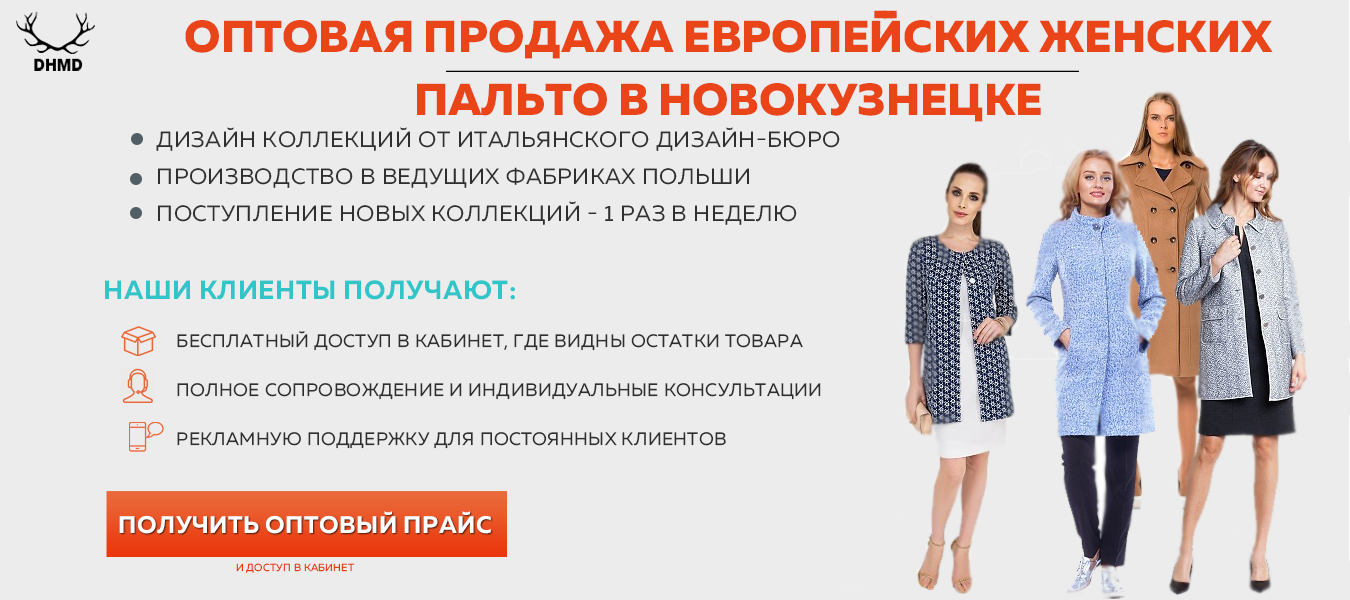 DHMD
ОПТОВАЯ ПРОДАЖА ЕВРОПЕЙСКИХ ЖЕНСКИХ
ПАЛЬТО В НОВОКУЗНЕЦКЕ
ДИЗАЙН КОЛЛЕКЦИЙ ОТ ИТАЛЬЯНСКОГО ДИЗАЙН-БЮРО
ПРОИЗВОДСТВО В ВЕДУЩИХ ФАБРИКАХ ПОЛЬШИ
ПОСТУПЛЕНИЕ НОВЫХ КОЛЛЕКЦИЙ - 1 РАЗ В НЕДЕЛЮ
НАШИ КЛИЕНТЫ ПОЛУЧАЮТ:
БЕСПЛАТНЫЙ ДОСТУП В КАБИНЕТ, ГДЕ ВИДНЫ ОСТАТКИ ТОВАРА
ПОЛНОЕ СОПРОВОЖДЕНИЕ И ИНДИВИДУАЛЬНЫЕ КОНСУЛЬТАЦИИ
РЕКЛАМНУЮ ПОДДЕРЖКУ ДЛЯ ПОСТОЯННЫХ КЛИЕНТОВ
ПОЛУЧИТЬ ОПТОВЫЙ ПРАЙС
И ДОСТУП В КАБИНЕТ